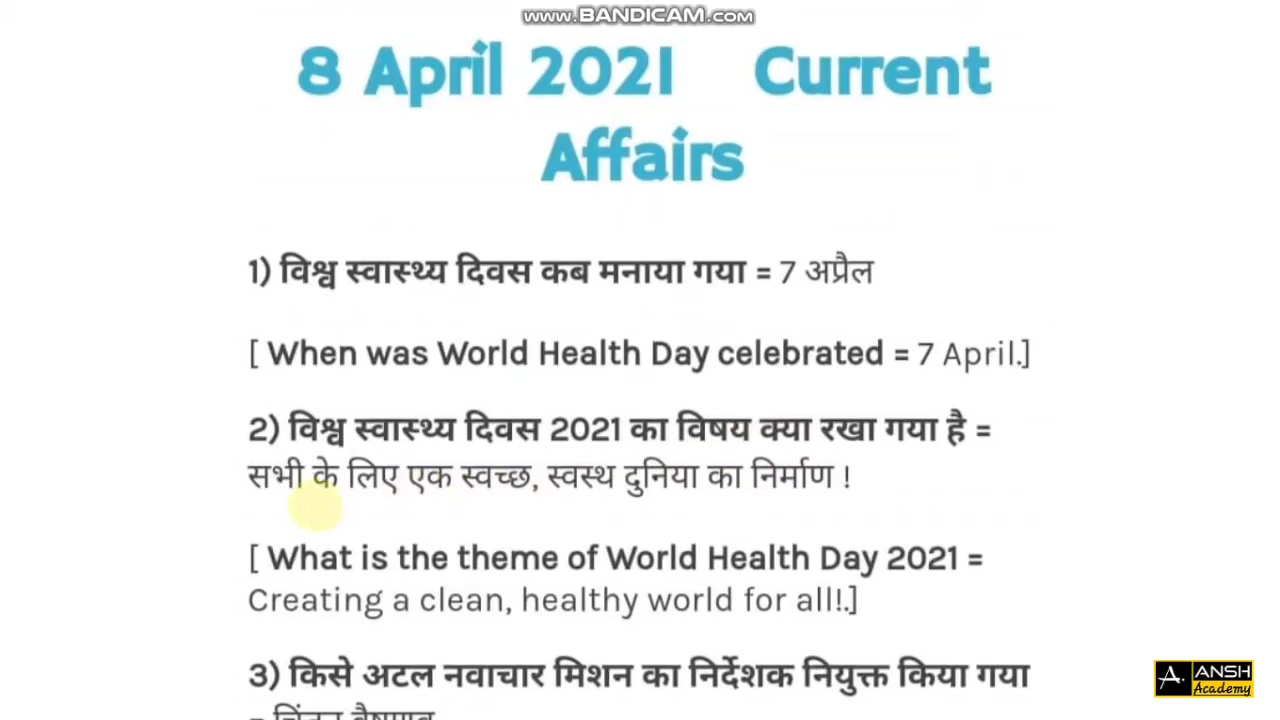 www.BANDICAM.com
8 April 2021 Current
Affairs
1) विश्व स्वास्थ्य दिवस कब मनाया गया = 7 अप्रैल
[ When was World Health Day celebrated = 7 April.]
2) विश्व स्वास्थ्य दिवस 2021 का विषय क्या रखा गया है =
सभी के लिए एक स्वच्छ, स्वस्थ दुनिया का निर्माण !
[ What is the theme of World Health Day 2021 =
Creating a clean, healthy world for all!.]
3) किसे अटल नवाचार मिशन का निर्देशक नियुक्त किया गया
A. ANSH
Academy